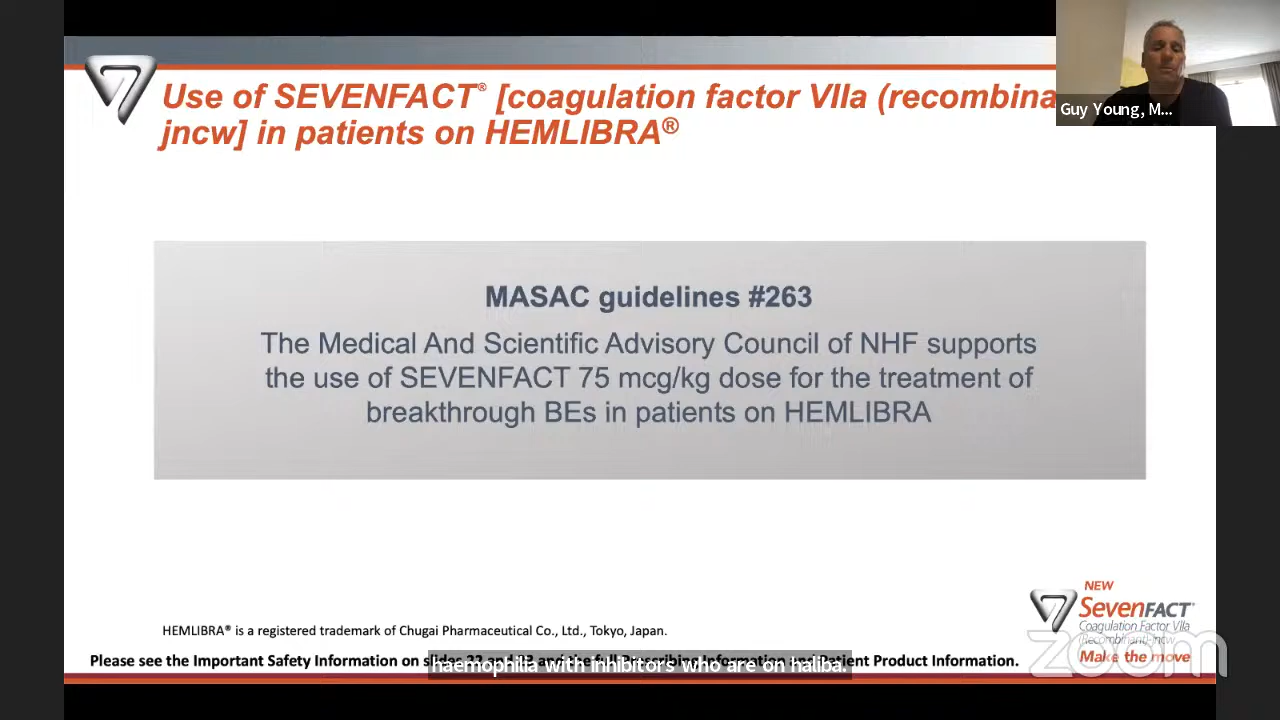 Use of SEVENFACT® [coagulation factor VIIa (recombina
jncw] in patients on HEMLIBRA®
Guy Young, M...
MASAC guidelines #263
The Medical And Scientific Advisory Council of NHF supports
the use of SEVENFACT 75 mcg/kg dose for the treatment of
breakthrough BEs in patients on HEMLIBRA
NEW
SEVENFACT®
Coagulation Factor VIIa
(Recombinant)-jncw
Make the move
zoom
HEMLIBRA® is a registered trademark of Chugai Pharmaceutical Co., Ltd., Tokyo, Japan.
Please see the Important Safety Information on Product Information.
haemophilia with inhibitors who are on haliba.